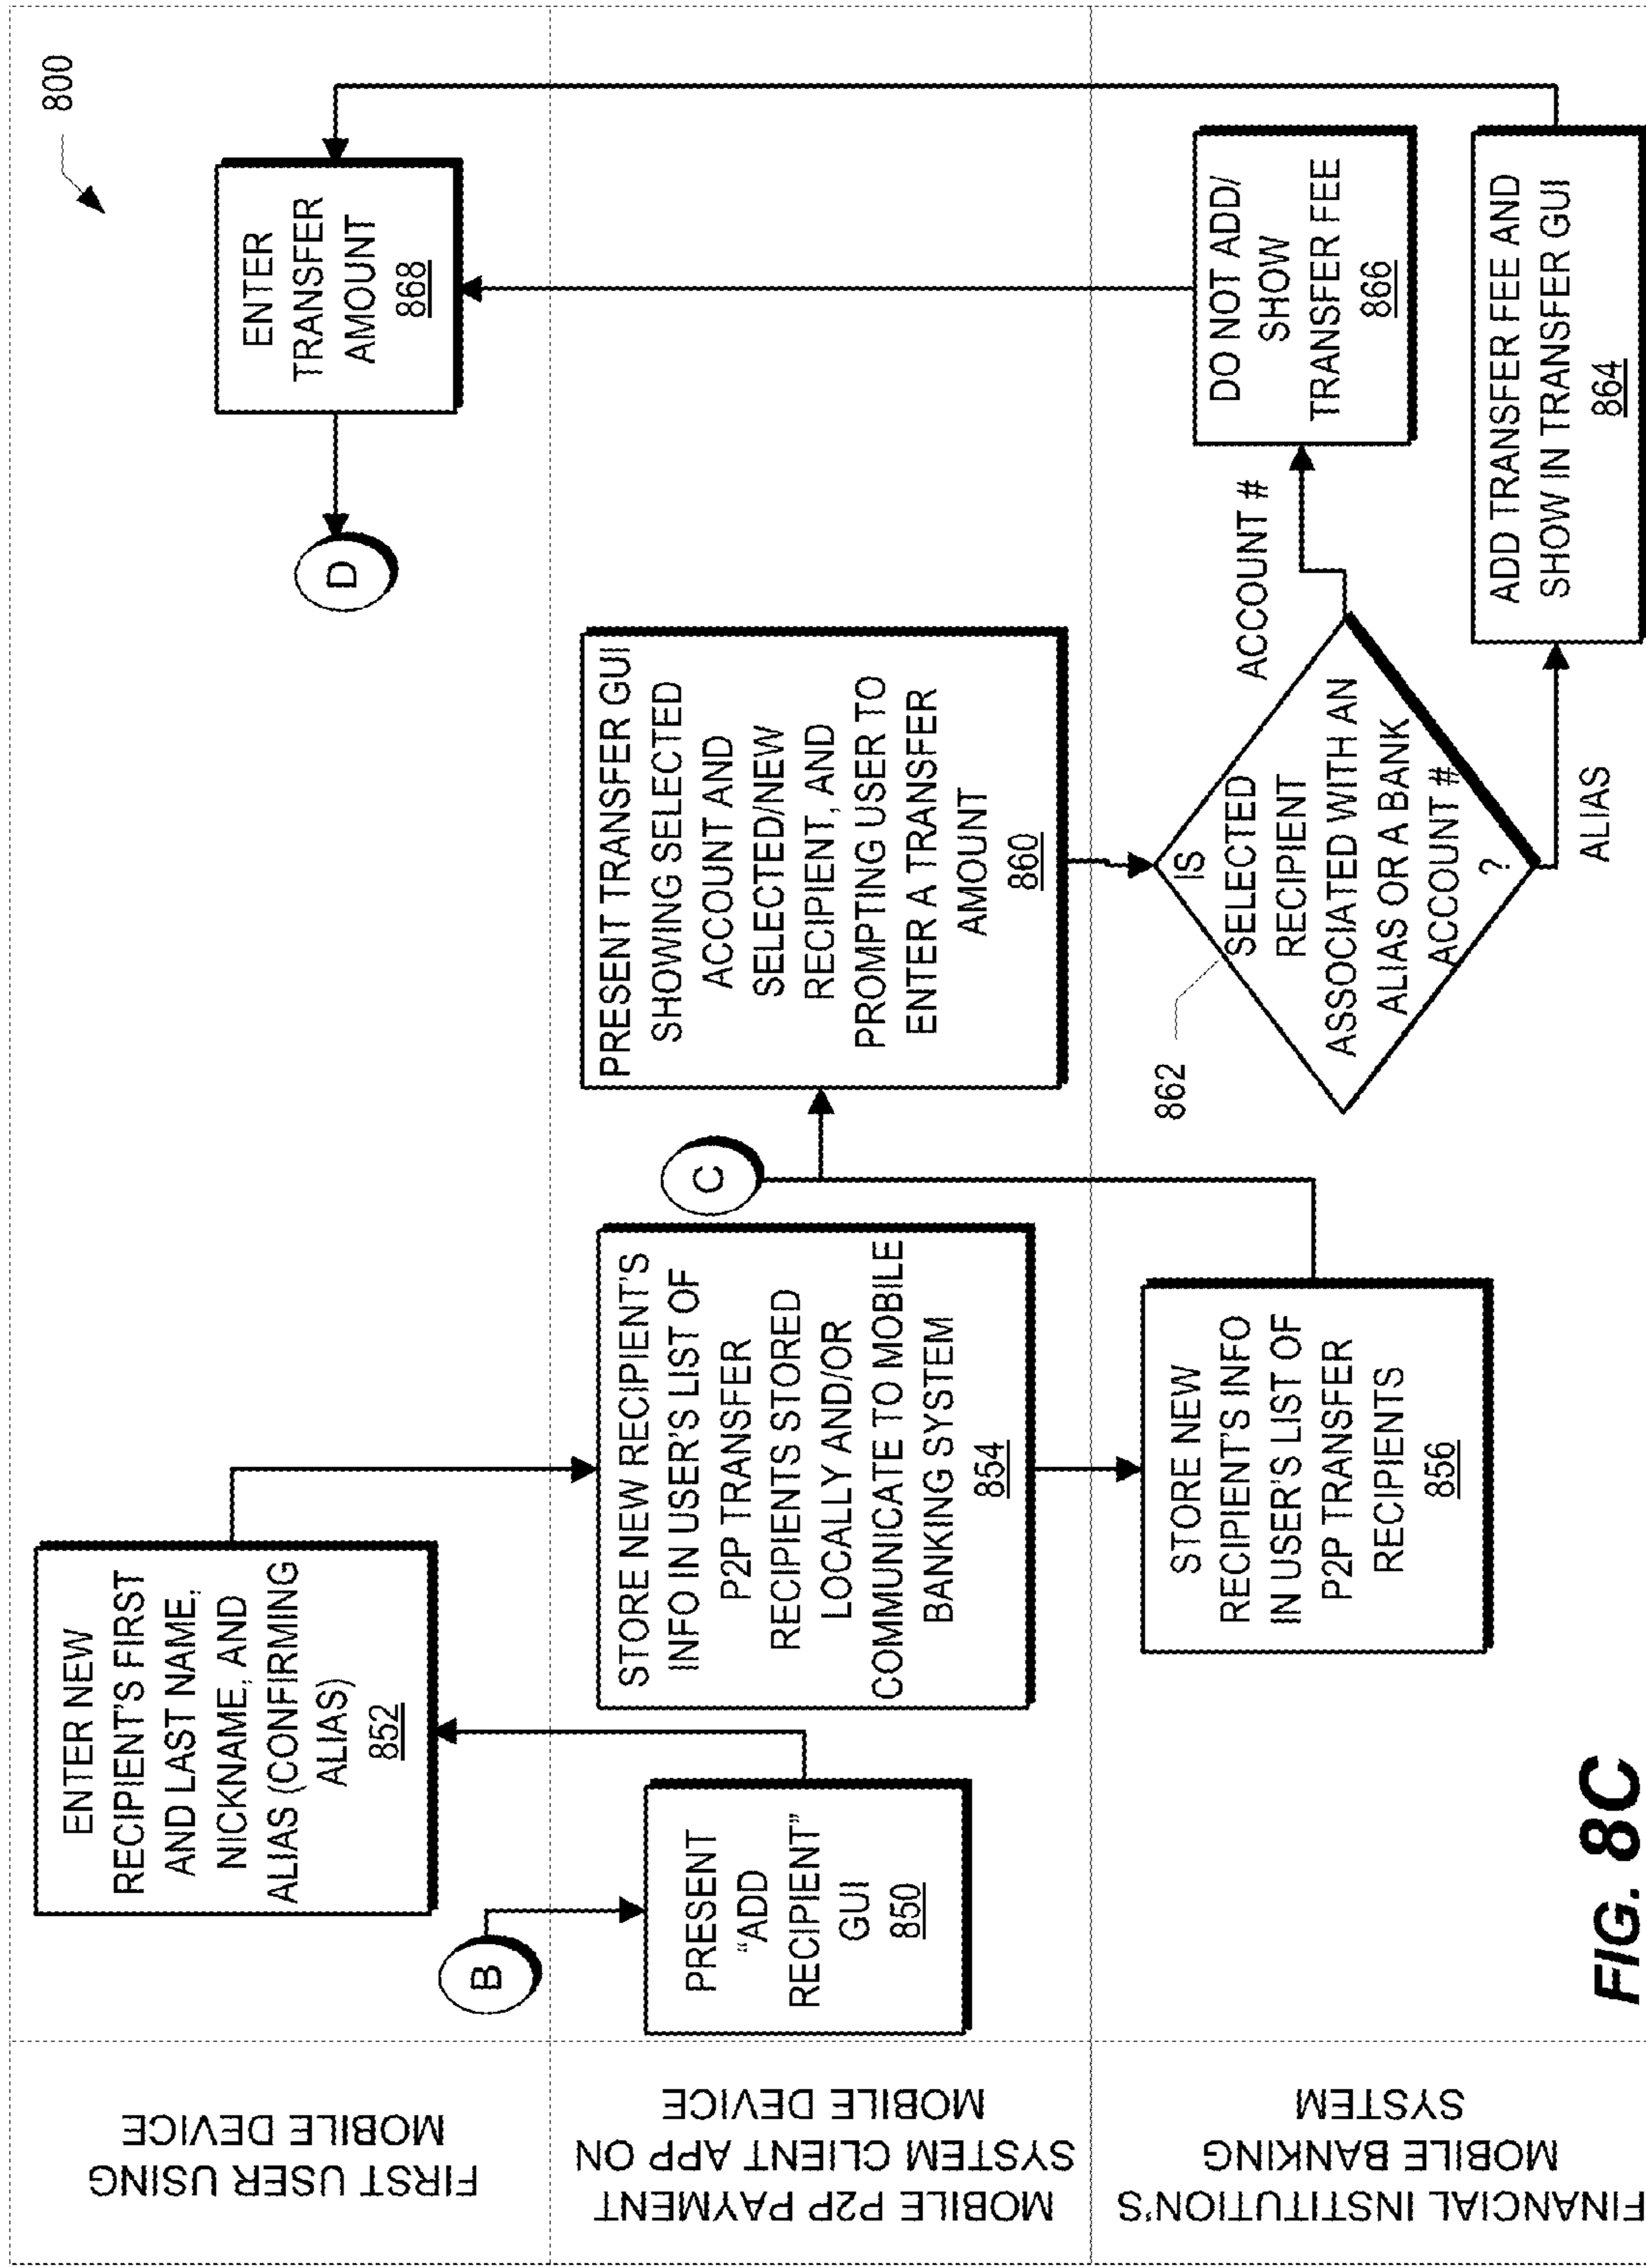 800
FIRST USER USING
MOBILE DEVICE
ENTER NEW
RECIPIENT'S FIRST
AND LAST NAME,
NICKNAME, AND
ALIAS (CONFIRMING
ALIAS)
852
ENTER
TRANSFER
AMOUNT
868
D
B
MOBILE P2P PAYMENT
SYSTEM CLIENT APP ON
MOBILE DEVICE
PRESENT
“ADD
RECIPIENT”
GUI
850
STORE NEW RECIPIENT'S
INFO IN USER'S LIST OF
P2P TRANSFER
RECIPIENTS STORED
LOCALLY AND/OR
COMMUNICATE TO MOBILE
BANKING SYSTEM
854
C
PRESENT TRANSFER GUI
SHOWING SELECTED
ACCOUNT AND
SELECTED/NEW
RECIPIENT, AND
PROMPTING USER TO
ENTER A TRANSFER
AMOUNT
860
FINANCIAL INSTITUTION'S
MOBILE BANKING
SYSTEM
STORE NEW
RECIPIENT'S INFO
IN USER'S LIST OF
P2P TRANSFER
RECIPIENTS
856
862
IS
SELECTED
RECIPIENT
ASSOCIATED WITH AN
ALIAS OR A BANK
ACCOUNT #
?
ACCOUNT #
DO NOT ADD/
SHOW
TRANSFER FEE
866
ALIAS
ADD TRANSFER FEE AND
SHOW IN TRANSFER GUI
864
FIG. 8C